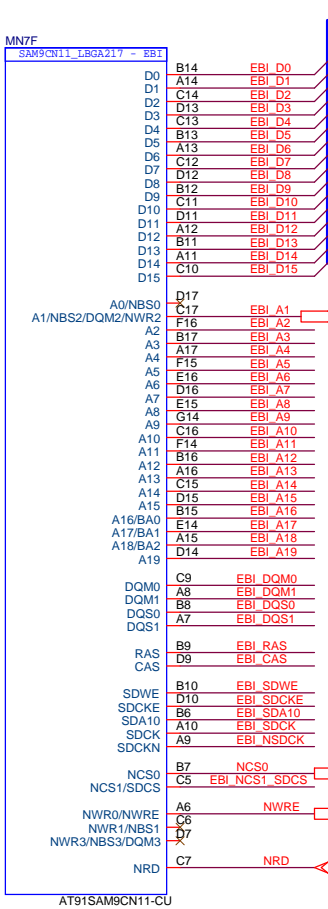 MN7F
SAM9CN11_LBGA217 - EBI
D0 B14 EBI_D0
D1 A14 EBI_D1
D2 C14 EBI_D2
D3 D13 EBI_D3
D4 C13 EBI_D4
D5 B13 EBI_D5
D6 A13 EBI_D6
D7 C12 EBI_D7
D8 D12 EBI_D8
D9 B12 EBI_D9
D10 C11 EBI_D10
D11 D11 EBI_D11
D12 A12 EBI_D12
D13 B11 EBI_D13
D14 A11 EBI_D14
D15 C10 EBI_D15
A0/NBS0 D17
A1/NBS2/DQM2/NWR2 C17 EBI_A1
A2 F16 EBI_A2
A3 B17 EBI_A3
A4 A17 EBI_A4
A5 F15 EBI_A5
A6 E16 EBI_A6
A7 D16 EBI_A7
A8 E15 EBI_A8
A9 G14 EBI_A9
A10 C16 EBI_A10
A11 F14 EBI_A11
A12 B16 EBI_A12
A13 A16 EBI_A13
A14 C15 EBI_A14
A15 D15 EBI_A15
A16/BA0 B15 EBI_A16
A17/BA1 E14 EBI_A17
A18/BA2 A15 EBI_A18
A19 D14 EBI_A19
DQM0 C9 EBI_DQM0
DQM1 A8 EBI_DQM1
DQS0 B8 EBI_DQS0
DQS1 A7 EBI_DQS1
RAS B9 EBI_RAS
CAS D9 EBI_CAS
SDWE B10 EBI_SDWE
SDCKE D10 EBI_SDCKE
SDA10 B6 EBI_SDA10
SDCK A10 EBI_SDCK
SDCKN A9 EBI_NSDCK
NCS0 B7 NCS0
NCS1/SDCS C5 EBI_NCS1_SDCS
NWR0/NWRE A6 NWRE
NWR1/NBS1 C6
NWR3/NBS3/DQM3 D7
NRD C7 NRD
AT91SAM9CN11-CU